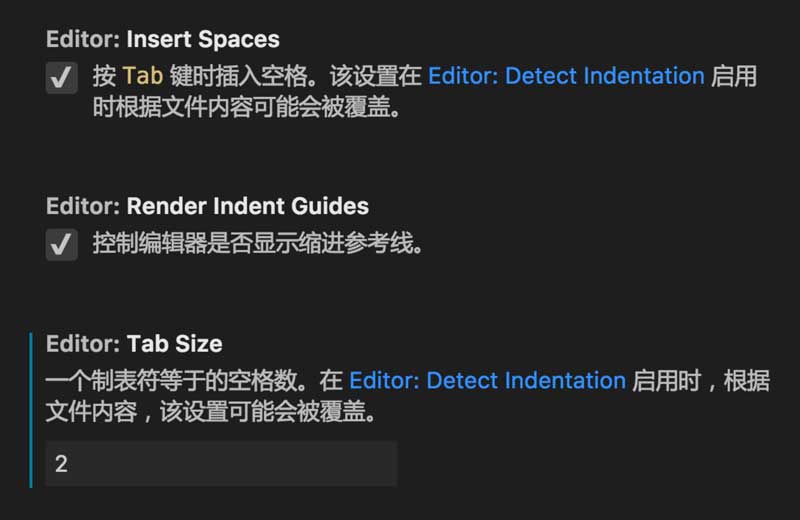 Editor: Insert Spaces
按 Tab 键时插入空格。该设置在 Editor: Detect Indentation 启用
时根据文件内容可能会被覆盖。
Editor: Render Indent Guides
控制编辑器是否显示缩进参考线。
Editor: Tab Size
一个制表符等于的空格数。在 Editor: Detect Indentation 启用时，根据
文件内容，该设置可能会被覆盖。
2